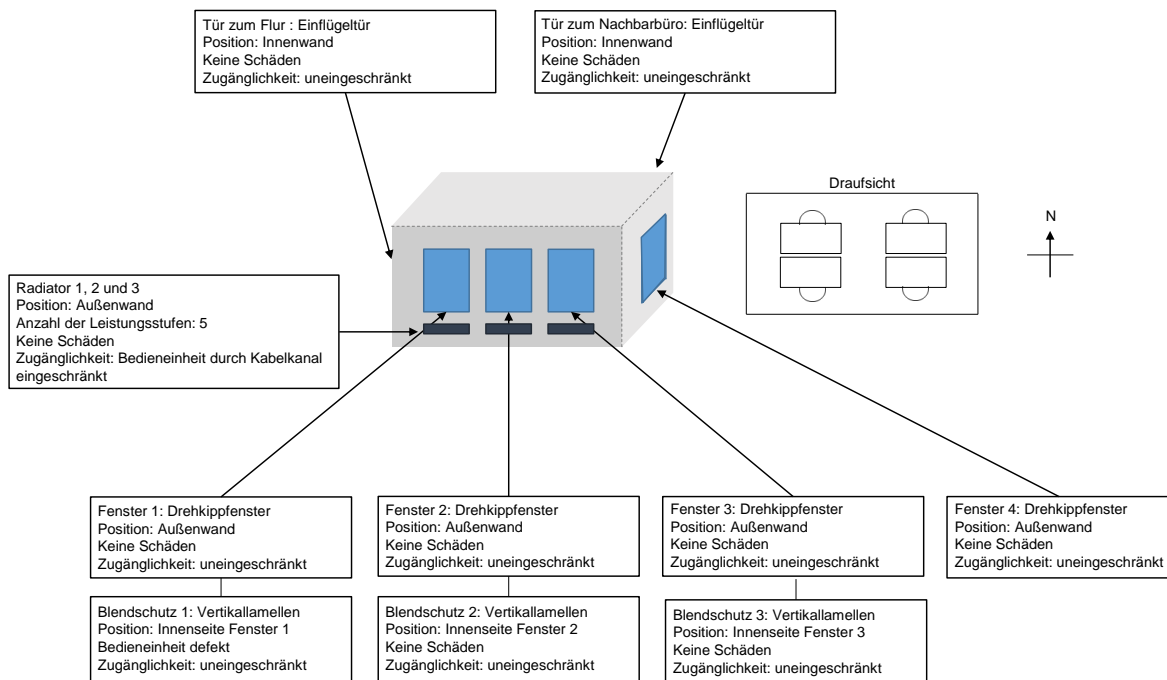 Tür zum Flur : Einflügeltür
Position: Innenwand
Keine Schäden
Zugänglichkeit: uneingeschränkt
Tür zum Nachbarbüro: Einflügeltür
Position: Innenwand
Keine Schäden
Zugänglichkeit: uneingeschränkt
Draufsicht
N
Radiator 1, 2 und 3
Position: Außenwand
Anzahl der Leistungsstufen: 5
Keine Schäden
Zugänglichkeit: Bedieneinheit durch Kabelkanal
eingeschränkt
Fenster 1: Drehkippfenster
Position: Außenwand
Keine Schäden
Zugänglichkeit: uneingeschränkt
Fenster 2: Drehkippfenster
Position: Außenwand
Keine Schäden
Zugänglichkeit: uneingeschränkt
Fenster 3: Drehkippfenster
Position: Außenwand
Keine Schäden
Zugänglichkeit: uneingeschränkt
Fenster 4: Drehkippfenster
Position: Außenwand
Keine Schäden
Zugänglichkeit: uneingeschränkt
Blendschutz 1: Vertikallamellen
Position: Innenseite Fenster 1
Bedieneinheit defekt
Zugänglichkeit: uneingeschränkt
Blendschutz 2: Vertikallamellen
Position: Innenseite Fenster 2
Keine Schäden
Zugänglichkeit: uneingeschränkt
Blendschutz 3: Vertikallamellen
Position: Innenseite Fenster 3
Keine Schäden
Zugänglichkeit: uneingeschränkt